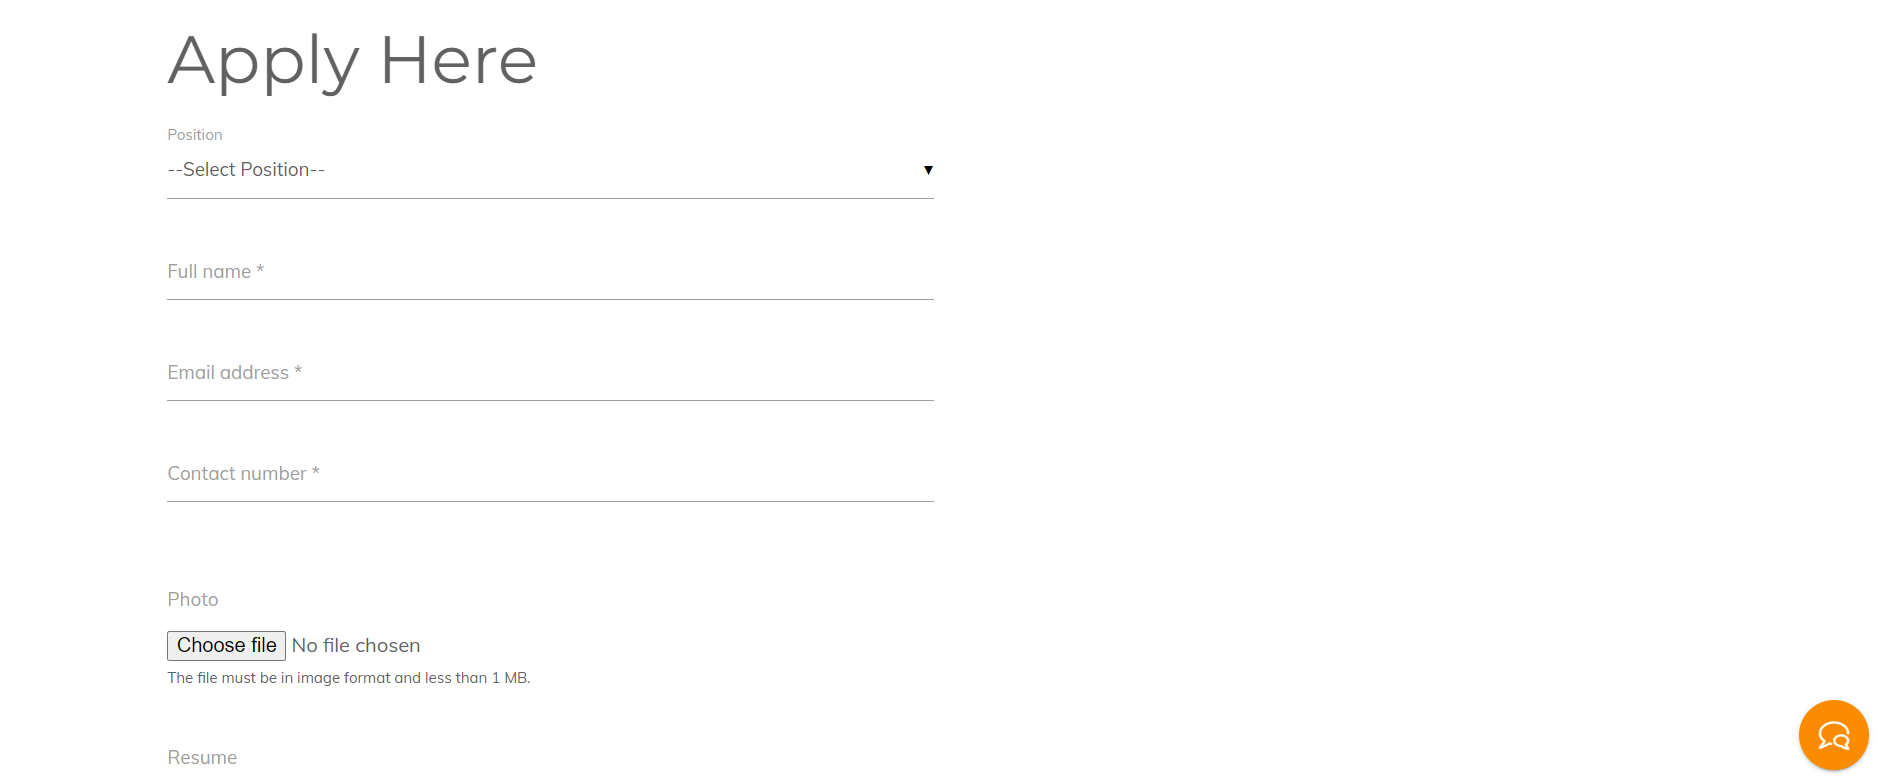 Apply Here
Position
--Select Position--
Full name *
Email address *
Contact number *
Photo
Choose file No file chosen
The file must be in image format and less than 1 MB.
Resume